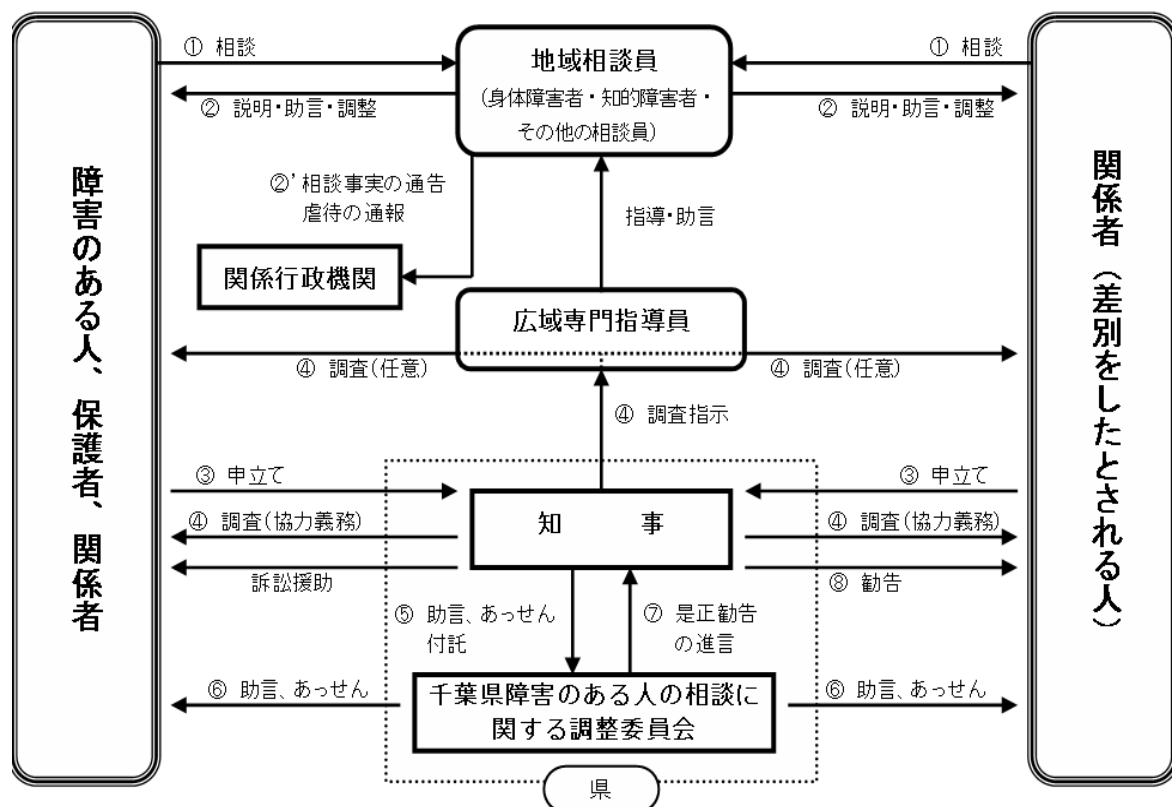 障害のある人、保護者、関係者
① 相談
② 説明・助言・調整
地域相談員
(身体障害者・知的障害者・
その他の相談員)
① 相談
② 説明・助言・調整
関係者（差別をしたとされる人）
②’相談事実の通告
虐待の通報
指導・助言
関係行政機関
広域専門指導員
④ 調査(任意)
④ 調査(任意)
④ 調査指示
③ 申立て
③ 申立て
知　事
④ 調査(協力義務)
④ 調査(協力義務)
訴訟援助
⑧ 勧告
⑤ 助言、あっせん
付託
⑦ 是正勧告
の進言
⑥ 助言、あっせん
千葉県障害のある人の相談に
関する調整委員会
⑥ 助言、あっせん
県